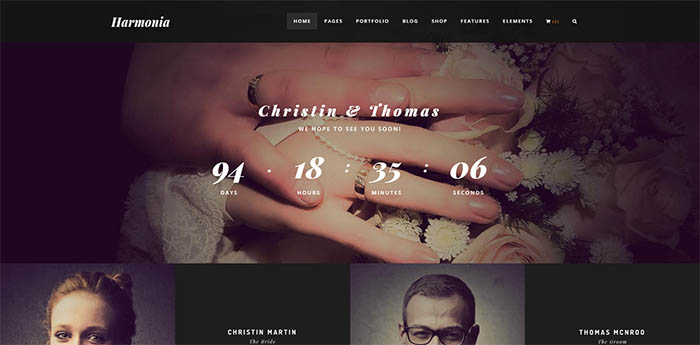 Harmonia HOME PAGES PORTFOLIO BLOG SHOP FEATURES ELEMENTS
Christin & Thomas
WE HOPE TO SEE YOU SOON!
94 : 18 : 35 : 06
DAYS HOURS MINUTES SECONDS
CHRISTIN MARTIN
The Bride
THOMAS MCNROO
The Groom